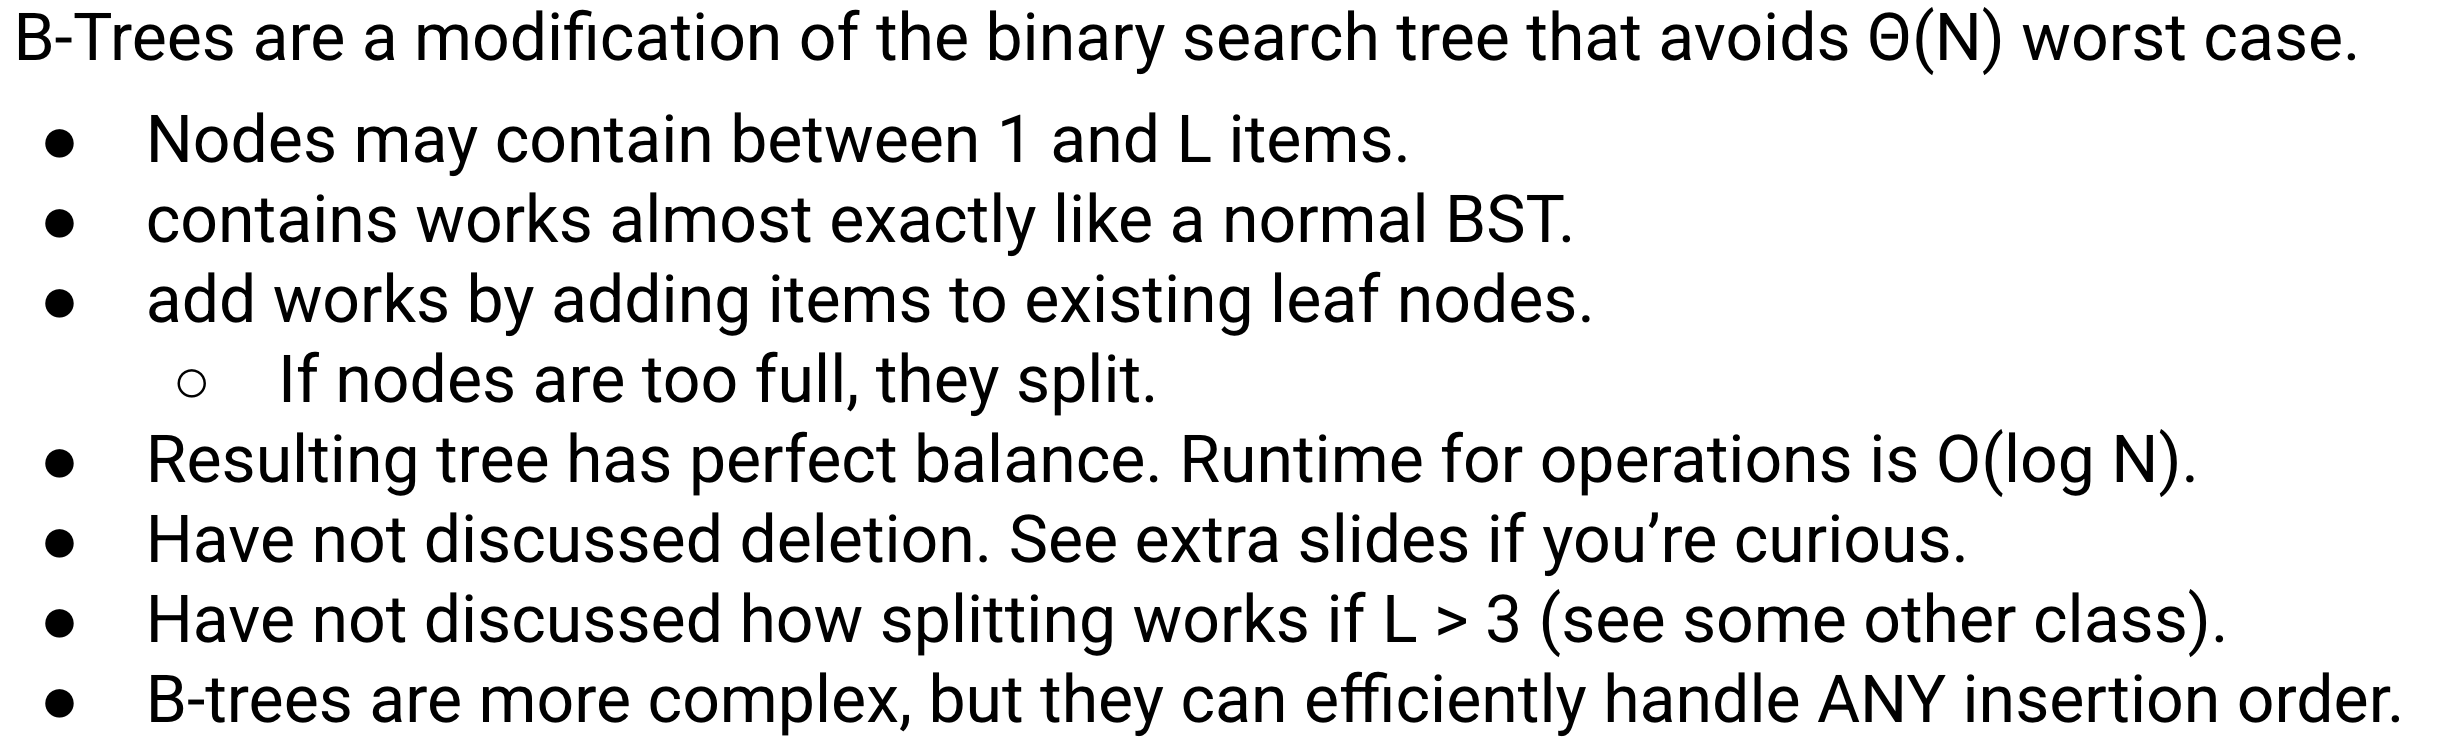 B-Trees are a modification of the binary search tree that avoids Θ(N) worst case.
● Nodes may contain between 1 and L items.
● contains works almost exactly like a normal BST.
● add works by adding items to existing leaf nodes.
○ If nodes are too full, they split.
● Resulting tree has perfect balance. Runtime for operations is O(log N).
● Have not discussed deletion. See extra slides if you’re curious.
● Have not discussed how splitting works if L > 3 (see some other class).
● B-trees are more complex, but they can efficiently handle ANY insertion order.